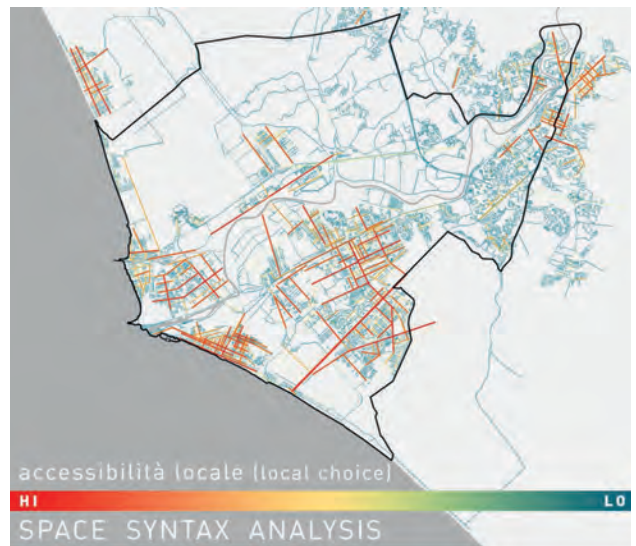 accessibilità locale (local choice)
HI LO
SPACE SYNTAX ANALYSIS